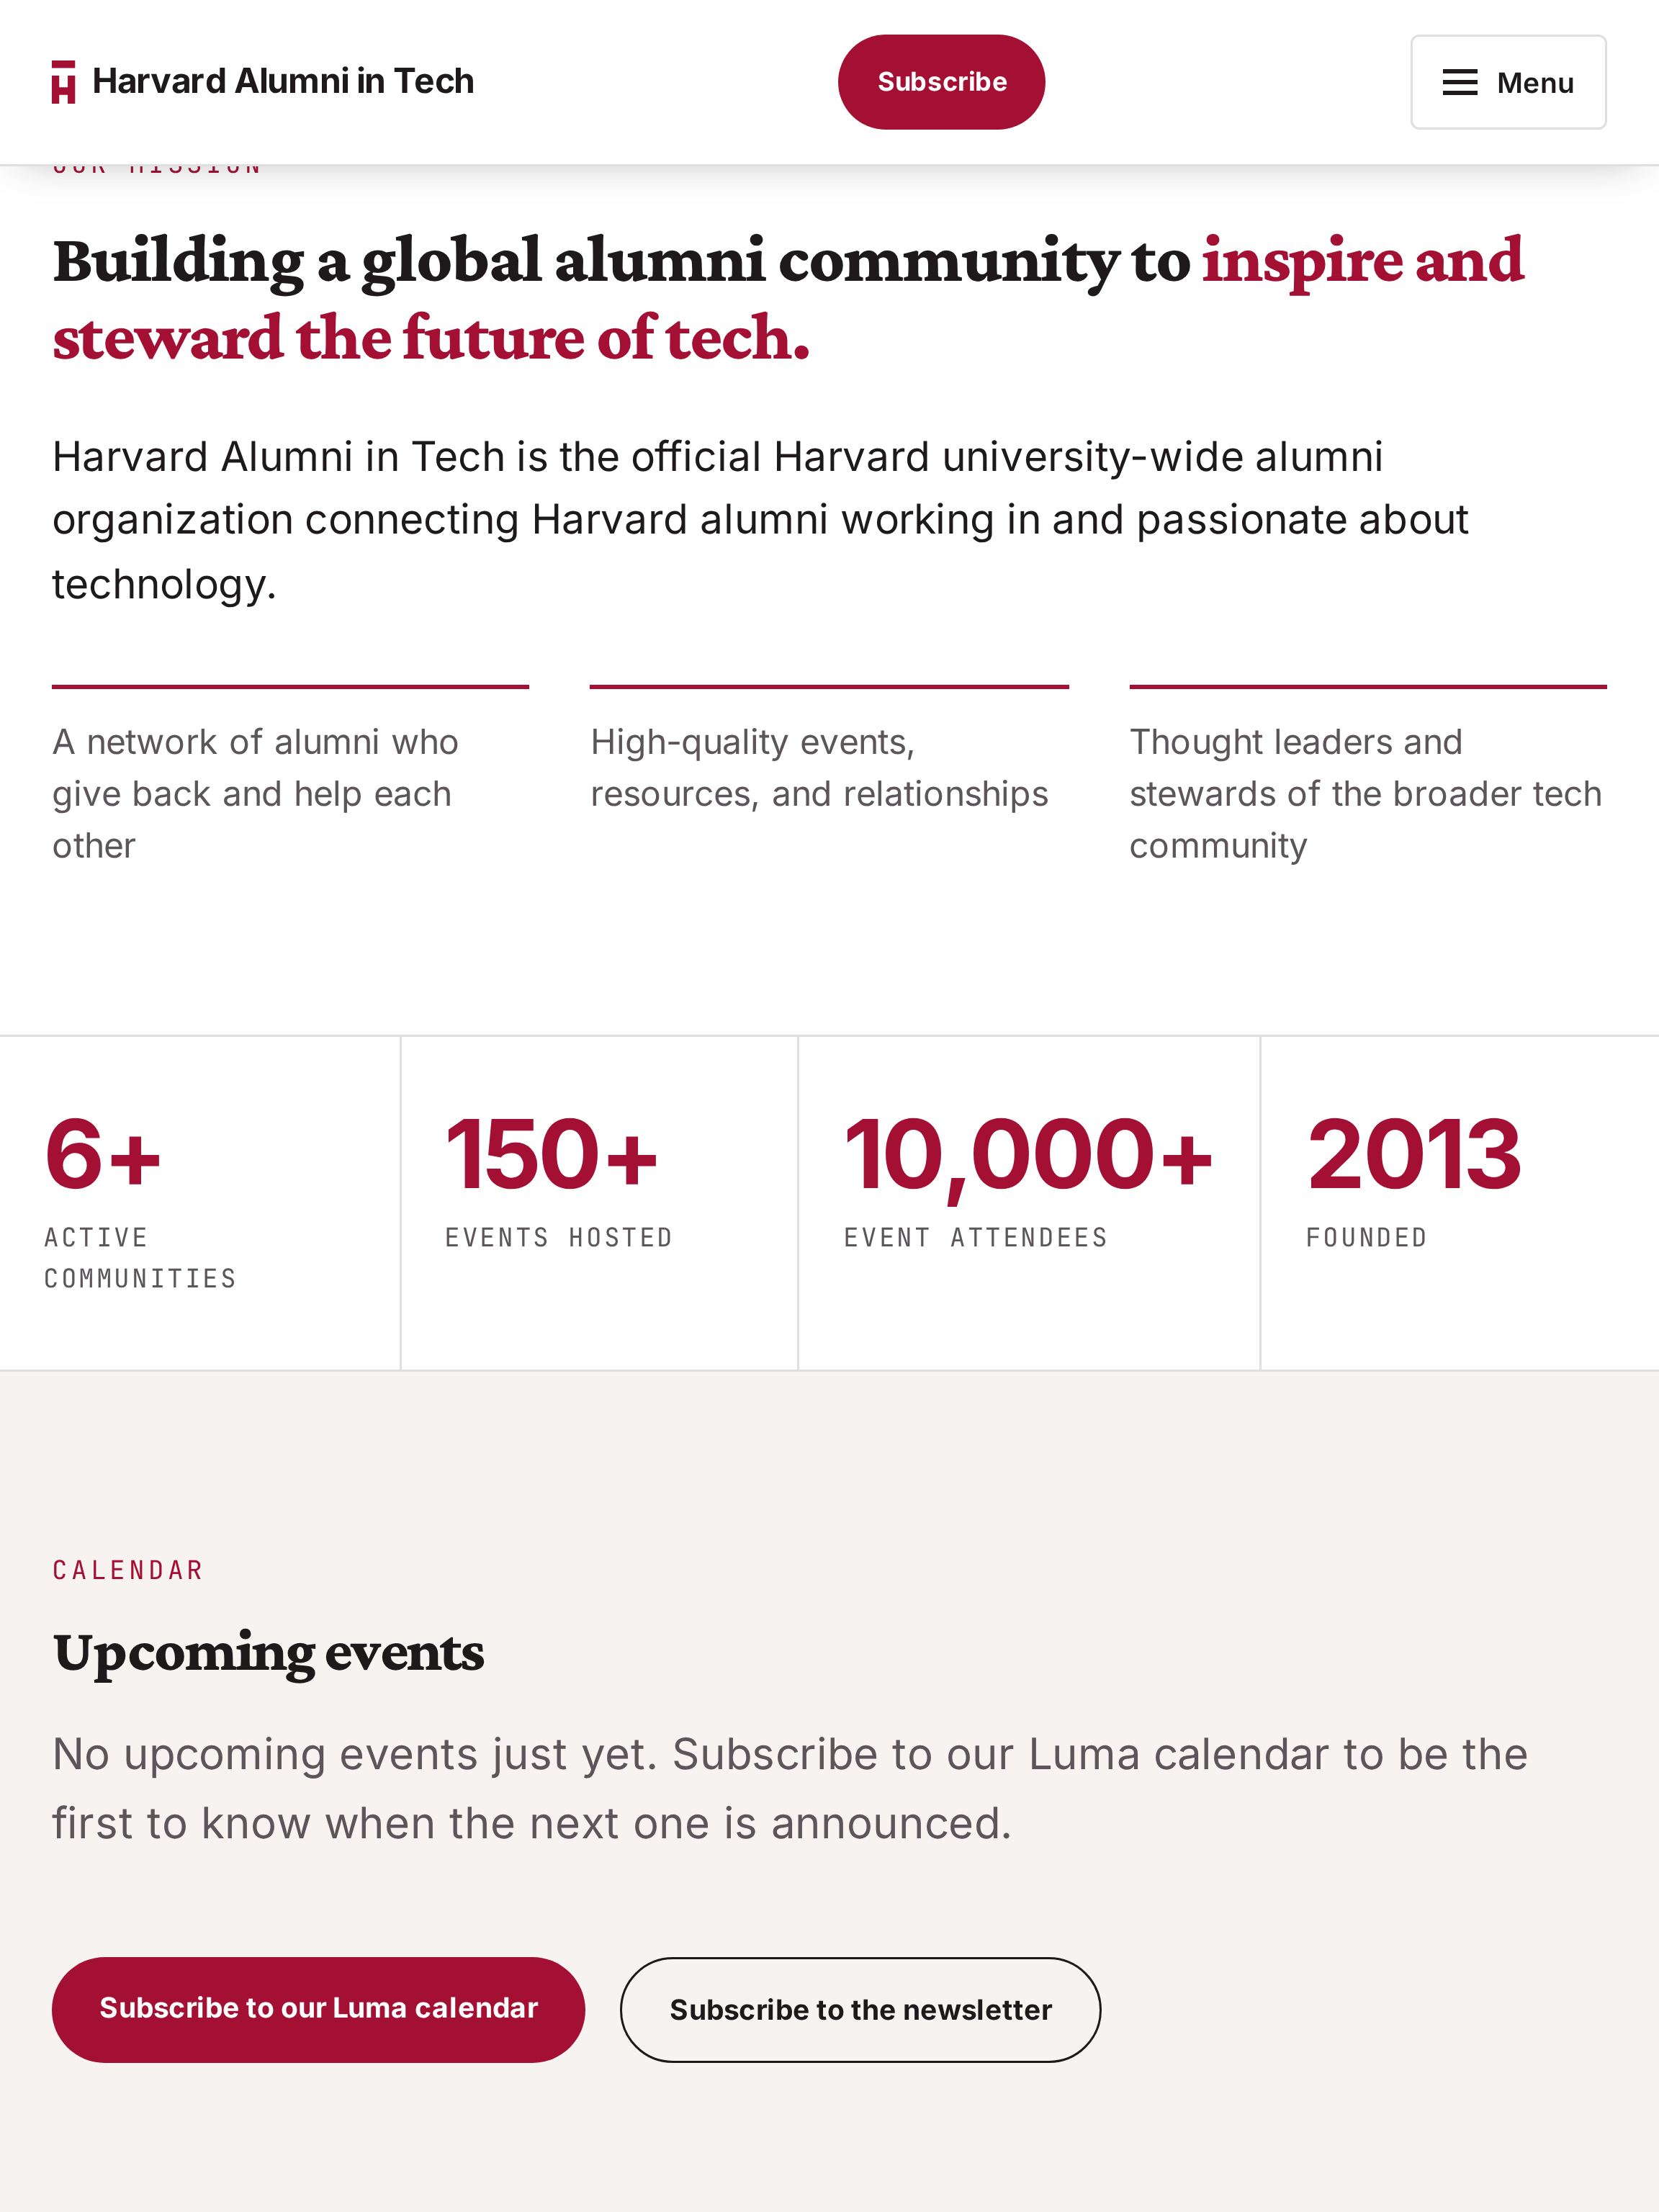 Harvard Alumni in Tech
Subscribe
Menu
OUR MISSION
Building a global alumni community to inspire and
steward the future of tech.
Harvard Alumni in Tech is the official Harvard university-wide alumni
organization connecting Harvard alumni working in and passionate about
technology.
A network of alumni who
give back and help each
other
High-quality events,
resources, and relationships
Thought leaders and
stewards of the broader tech
community
6+
ACTIVE
COMMUNITIES
150+
EVENTS HOSTED
10,000+
EVENT ATTENDEES
2013
FOUNDED
CALENDAR
Upcoming events
No upcoming events just yet. Subscribe to our Luma calendar to be the
first to know when the next one is announced.
Subscribe to our Luma calendar
Subscribe to the newsletter